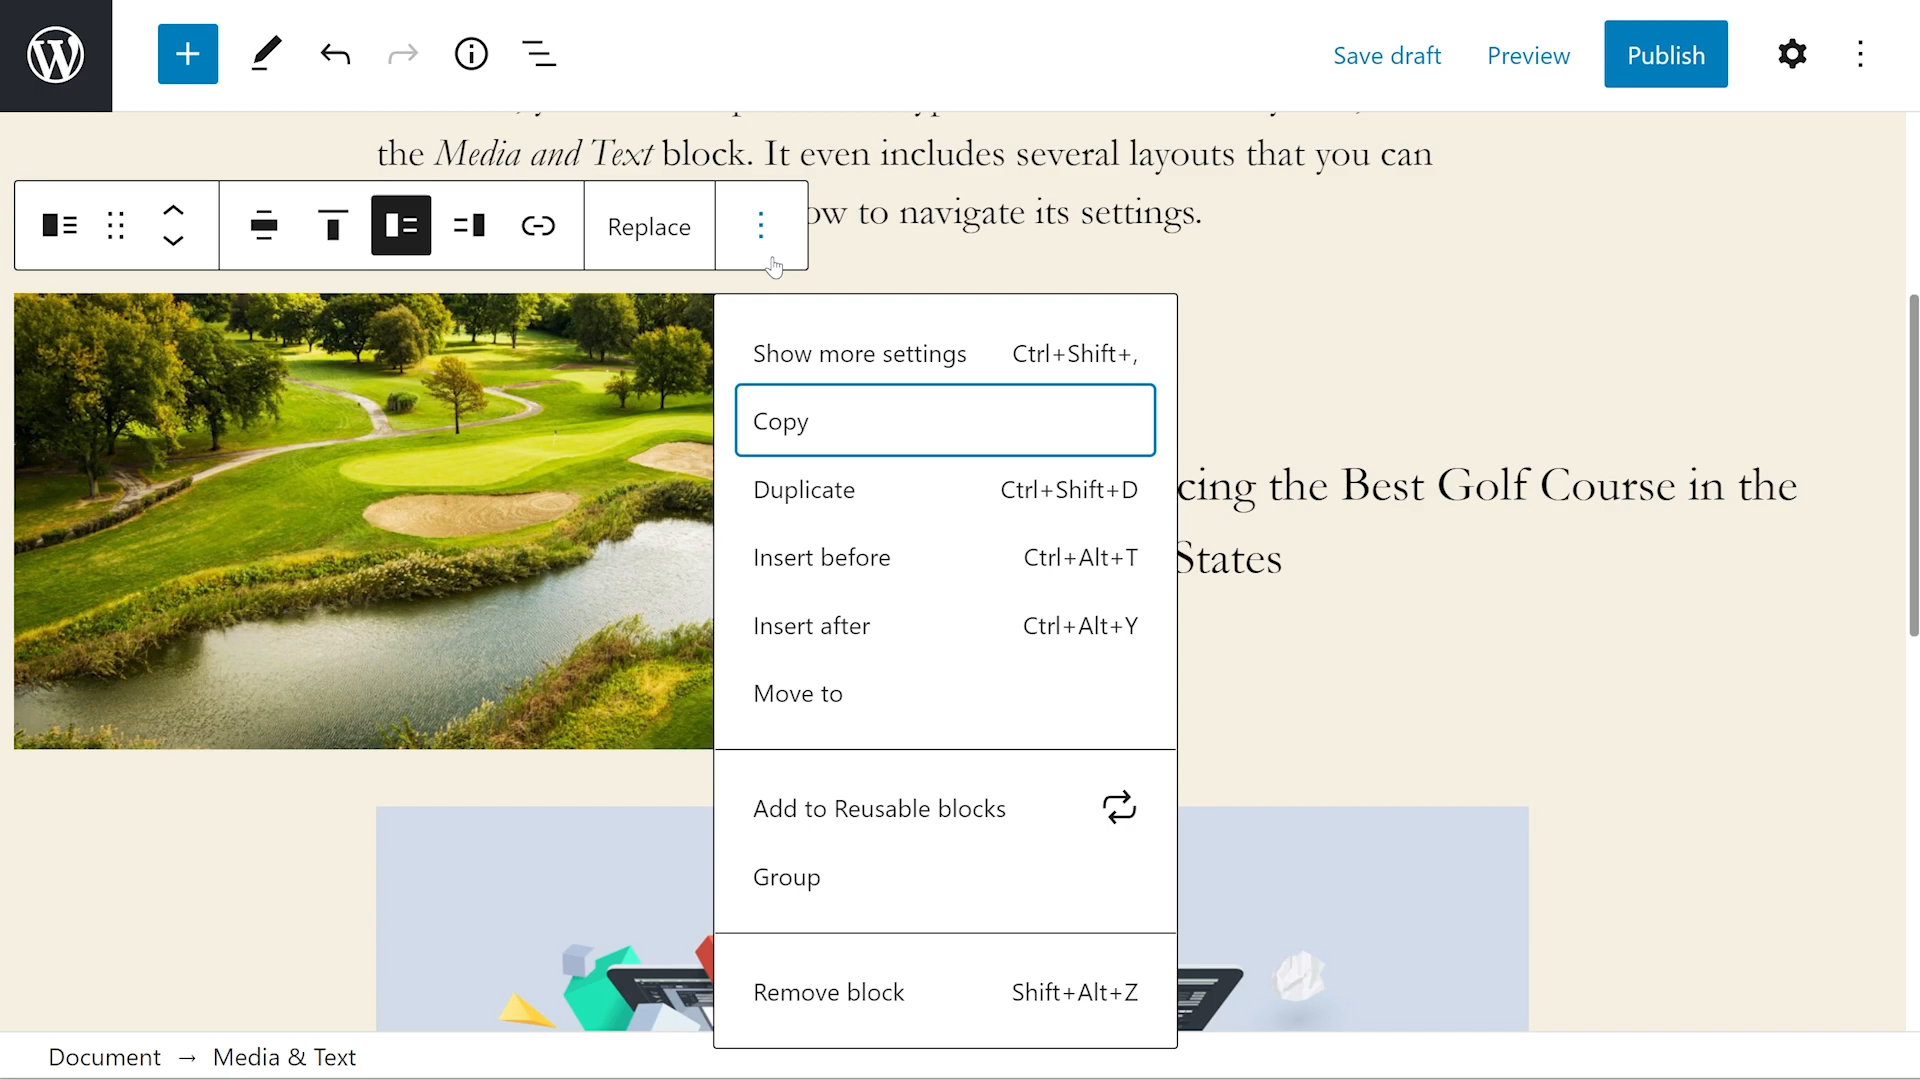 Save draft
Preview
Publish
the Media and Text block. It even includes several layouts that you can
ow to navigate its settings.
Replace
Show more settings Ctrl+Shift+,
Copy
Duplicate Ctrl+Shift+D
cing the Best Golf Course in the
Insert before Ctrl+Alt+T
States
Insert after Ctrl+Alt+Y
Move to
Add to Reusable blocks
Group
Remove block Shift+Alt+Z
Document → Media & Text